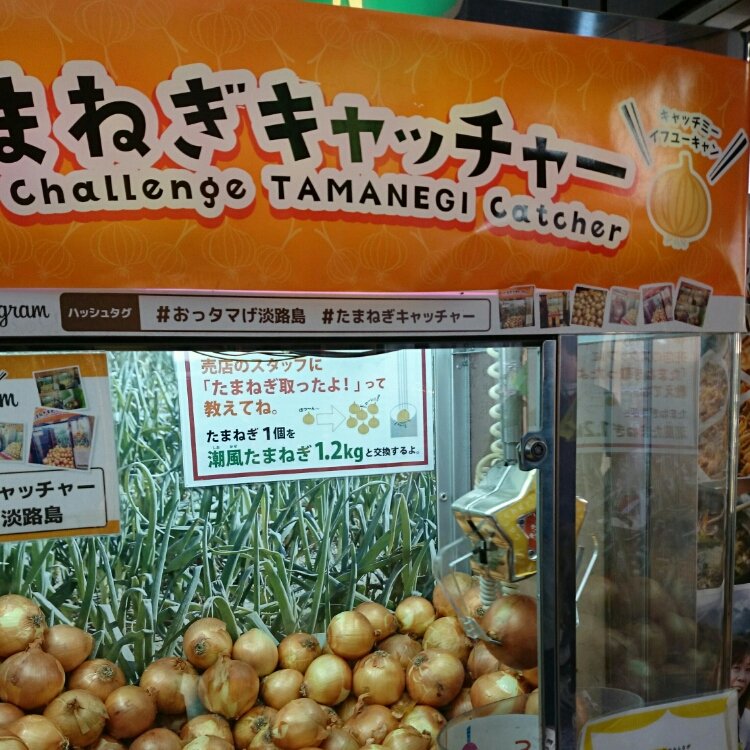 まねぎキャッチャー
Challenge TAMANEGI Catcher
キャッチミー
イフユーキャン
gram
ハッシュタグ
#おっタマげ淡路島 #たまねぎキャッチャー
売店のスタッフに
「たまねぎ取ったよ！」って
教えてね。
たまねぎ1個を
潮風たまねぎ1.2kgと交換するよ。
ャッチャー
淡路島